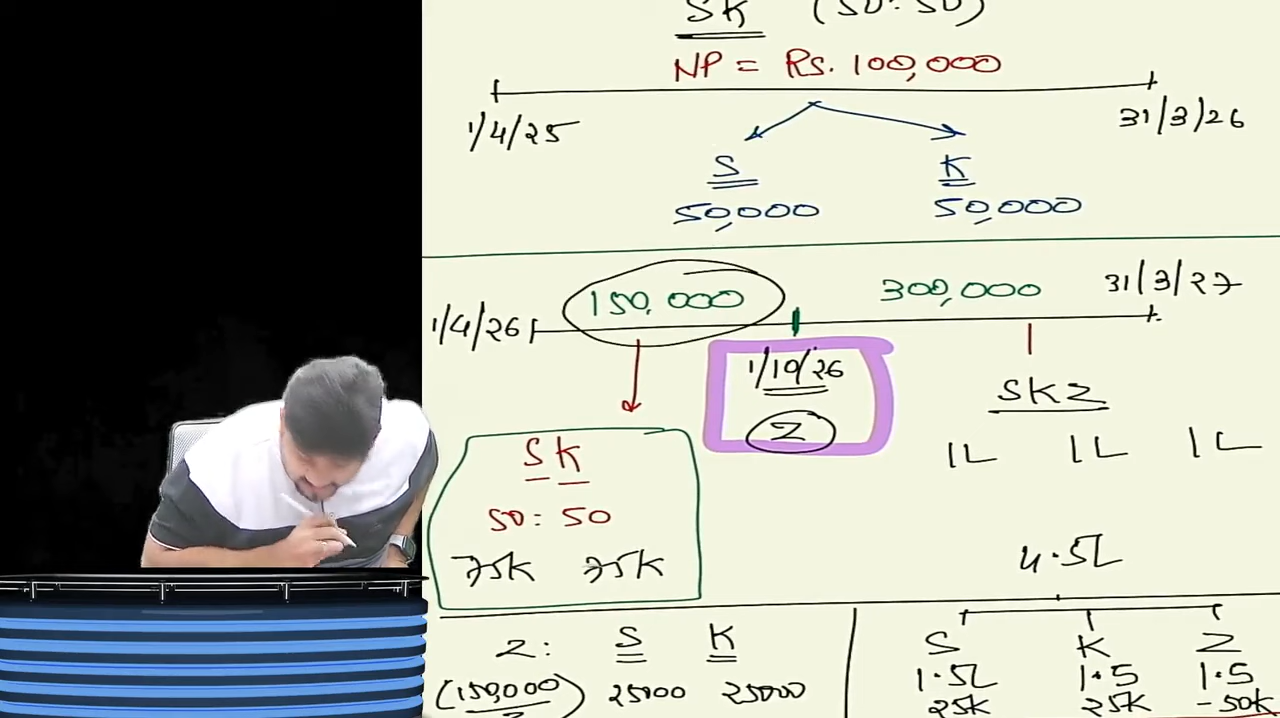 SK (50:50)
NP = Rs. 100,000
1/4/25 31/3/26
S K
50,000 50,000
150,000 300,000 31/3/27
1/4/26
1/10/26
Z
SKZ
1L 1L 1L
SK
50:50
75K 75K
4.5L
Z: S K
(150,000) 25000 25000
S K Z
1.5L 1.5 1.5
25K 25K -50K